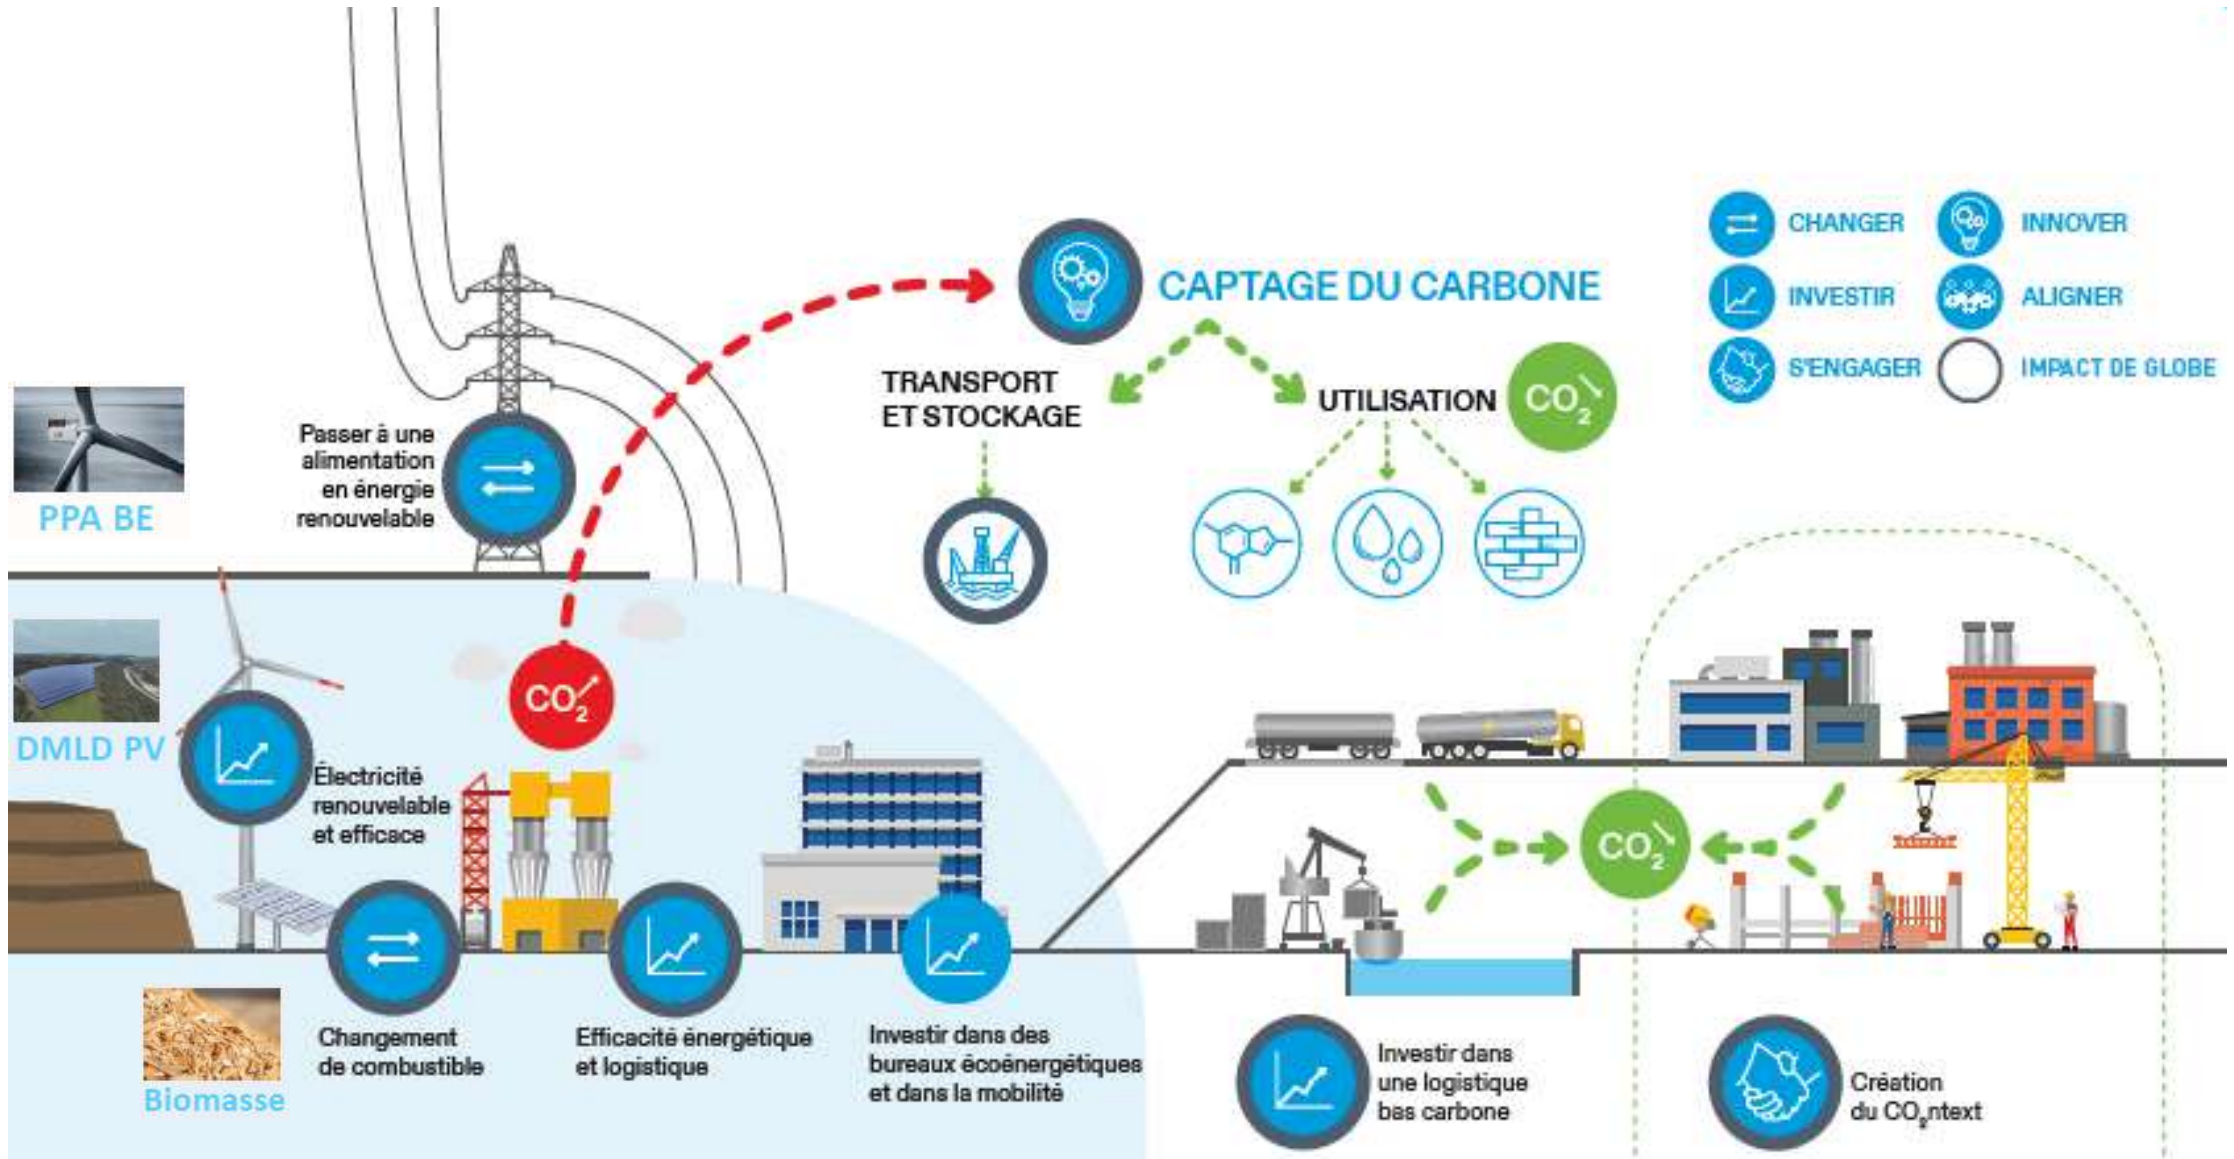 CHANGER
INNOVER
INVESTIR
ALIGNER
S'ENGAGER
IMPACT DE GLOBE
CAPTAGE DU CARBONE
TRANSPORT
ET STOCKAGE
UTILISATION
CO₂
Passer à une
alimentation
en énergie
renouvelable
PPA BE
CO₂
DMLD PV
Électricité
renouvelable
et efficace
CO₂
Changement
de combustible
Biomasse
Efficacité énergétique
et logistique
Investir dans des
bureaux écoénergétiques
et dans la mobilité
Investir dans
une logistique
bas carbone
Création
du CO₂ntext